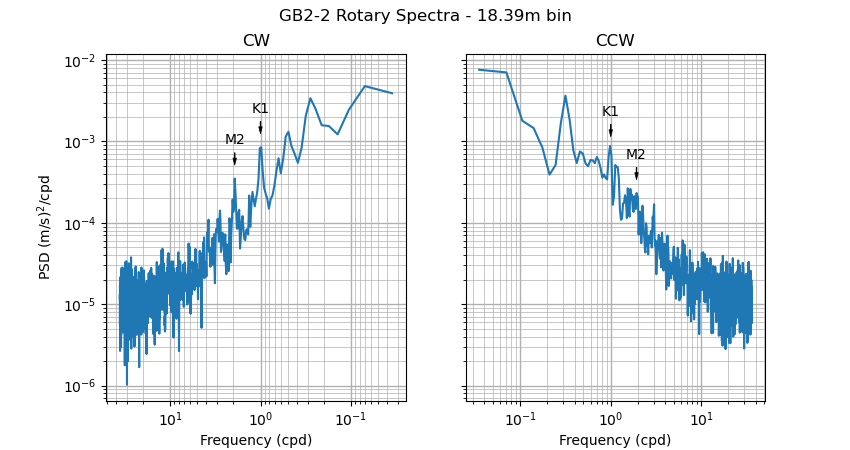 GB2-2 Rotary Spectra - 18.39m bin
CW
CCW
PSD (m/s)²/cpd
10⁻²
10⁻³
10⁻⁴
10⁻⁵
10⁻⁶
K1
M2
K1
M2
10¹
10⁰
10⁻¹
10⁻¹
10⁰
10¹
Frequency (cpd)
Frequency (cpd)